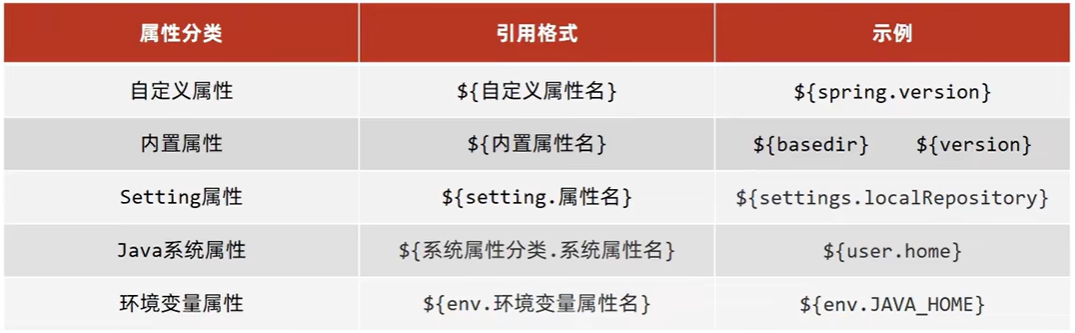 属性分类 引用格式 示例
自定义属性 ${自定义属性名} ${spring.version}
内置属性 ${内置属性名} ${basedir} ${version}
Setting属性 ${setting.属性名} ${settings.localRepository}
Java系统属性 ${系统属性分类.系统属性名} ${user.home}
环境变量属性 ${env.环境变量属性名} ${env.JAVA_HOME}